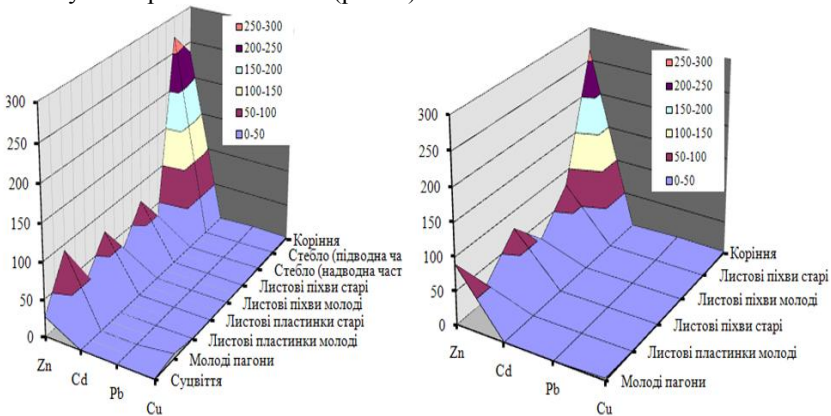 250-300
200-250
150-200
100-150
50-100
0-50
300
250
200
150
100
50
0
Zn
Cd
Pb
Cu
Коріння
Стебло (підводна ча
Стебло (надводна част
Листові піхви старі
Листові піхви молоді
Листові пластинки старі
Листові пластинки молоді
Молоді пагони
Суцвіття
250-300
200-250
150-200
100-150
50-100
0-50
300
250
200
150
100
50
0
Zn
Cd
Pb
Cu
Коріння
Листові піхви старі
Листові піхви молоді
Листові піхви старі
Листові пластинки молоді
Молоді пагони